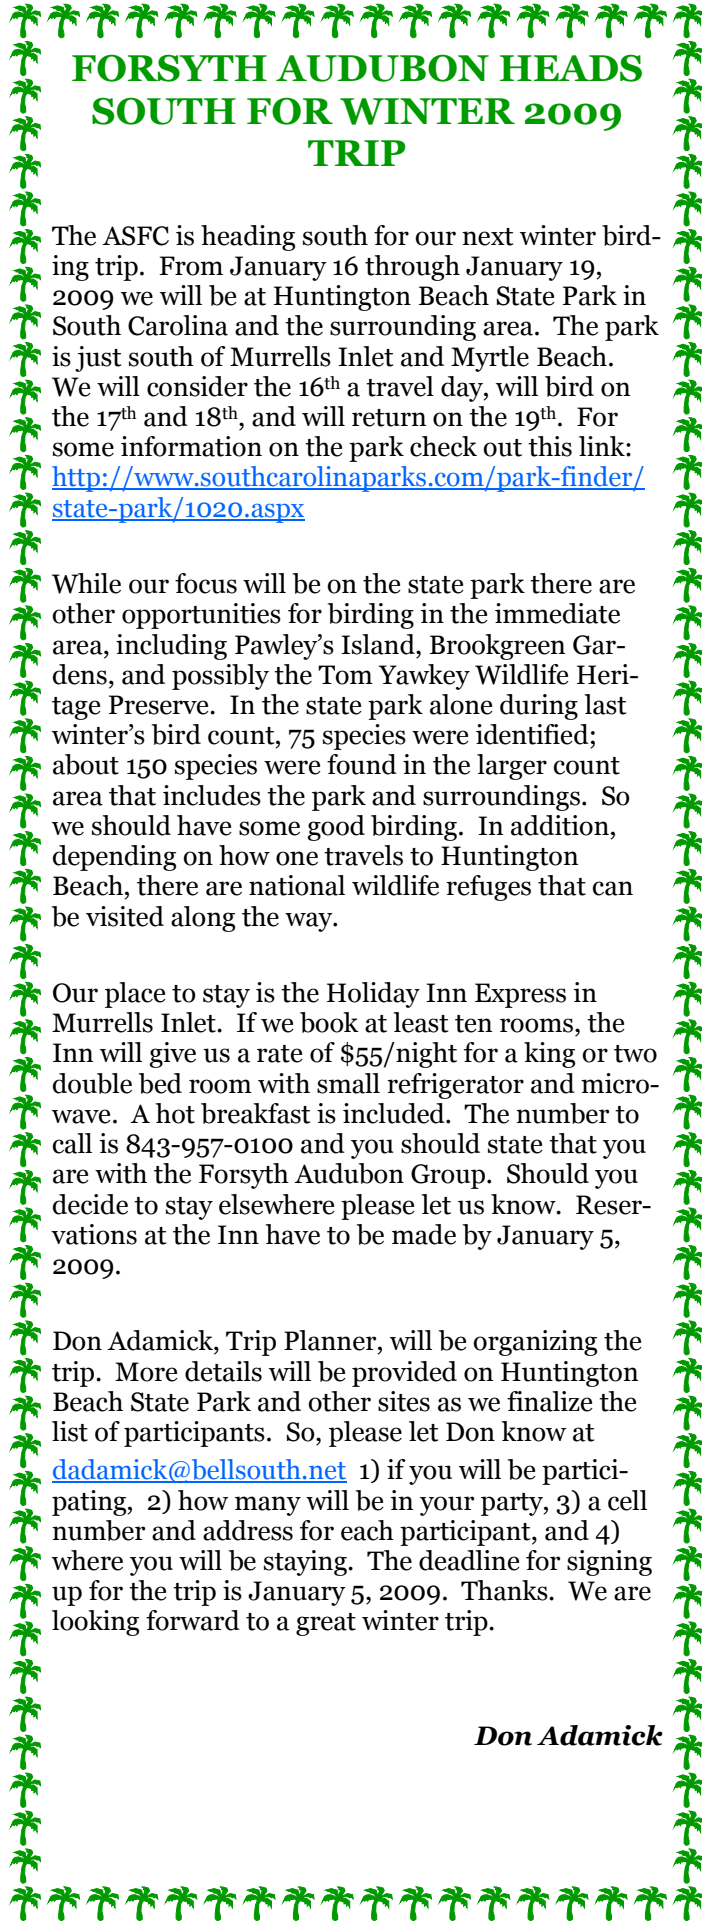 FORSYTH AUDUBON HEADS
SOUTH FOR WINTER 2009
TRIP
The ASFC is heading south for our next winter bird-
ing trip.  From January 16 through January 19,
2009 we will be at Huntington Beach State Park in
South Carolina and the surrounding area.  The park
is just south of Murrells Inlet and Myrtle Beach.
We will consider the 16th a travel day, will bird on
the 17th and 18th, and will return on the 19th.  For
some information on the park check out this link:
http://www.southcarolinaparks.com/park-finder/
state-park/1020.aspx
While our focus will be on the state park there are
other opportunities for birding in the immediate
area, including Pawley’s Island, Brookgreen Gar-
dens, and possibly the Tom Yawkey Wildlife Heri-
tage Preserve.  In the state park alone during last
winter’s bird count, 75 species were identified;
about 150 species were found in the larger count
area that includes the park and surroundings.  So
we should have some good birding.  In addition,
depending on how one travels to Huntington
Beach, there are national wildlife refuges that can
be visited along the way.
Our place to stay is the Holiday Inn Express in
Murrells Inlet.  If we book at least ten rooms, the
Inn will give us a rate of $55/night for a king or two
double bed room with small refrigerator and micro-
wave.  A hot breakfast is included.  The number to
call is 843-957-0100 and you should state that you
are with the Forsyth Audubon Group.  Should you
decide to stay elsewhere please let us know.  Reser-
vations at the Inn have to be made by January 5,
2009.
Don Adamick, Trip Planner, will be organizing the
trip.  More details will be provided on Huntington
Beach State Park and other sites as we finalize the
list of participants.  So, please let Don know at
dadamick@bellsouth.net  1) if you will be partici-
pating,  2) how many will be in your party, 3) a cell
number and address for each participant, and 4)
where you will be staying.  The deadline for signing
up for the trip is January 5, 2009.  Thanks.  We are
looking forward to a great winter trip.
Don Adamick